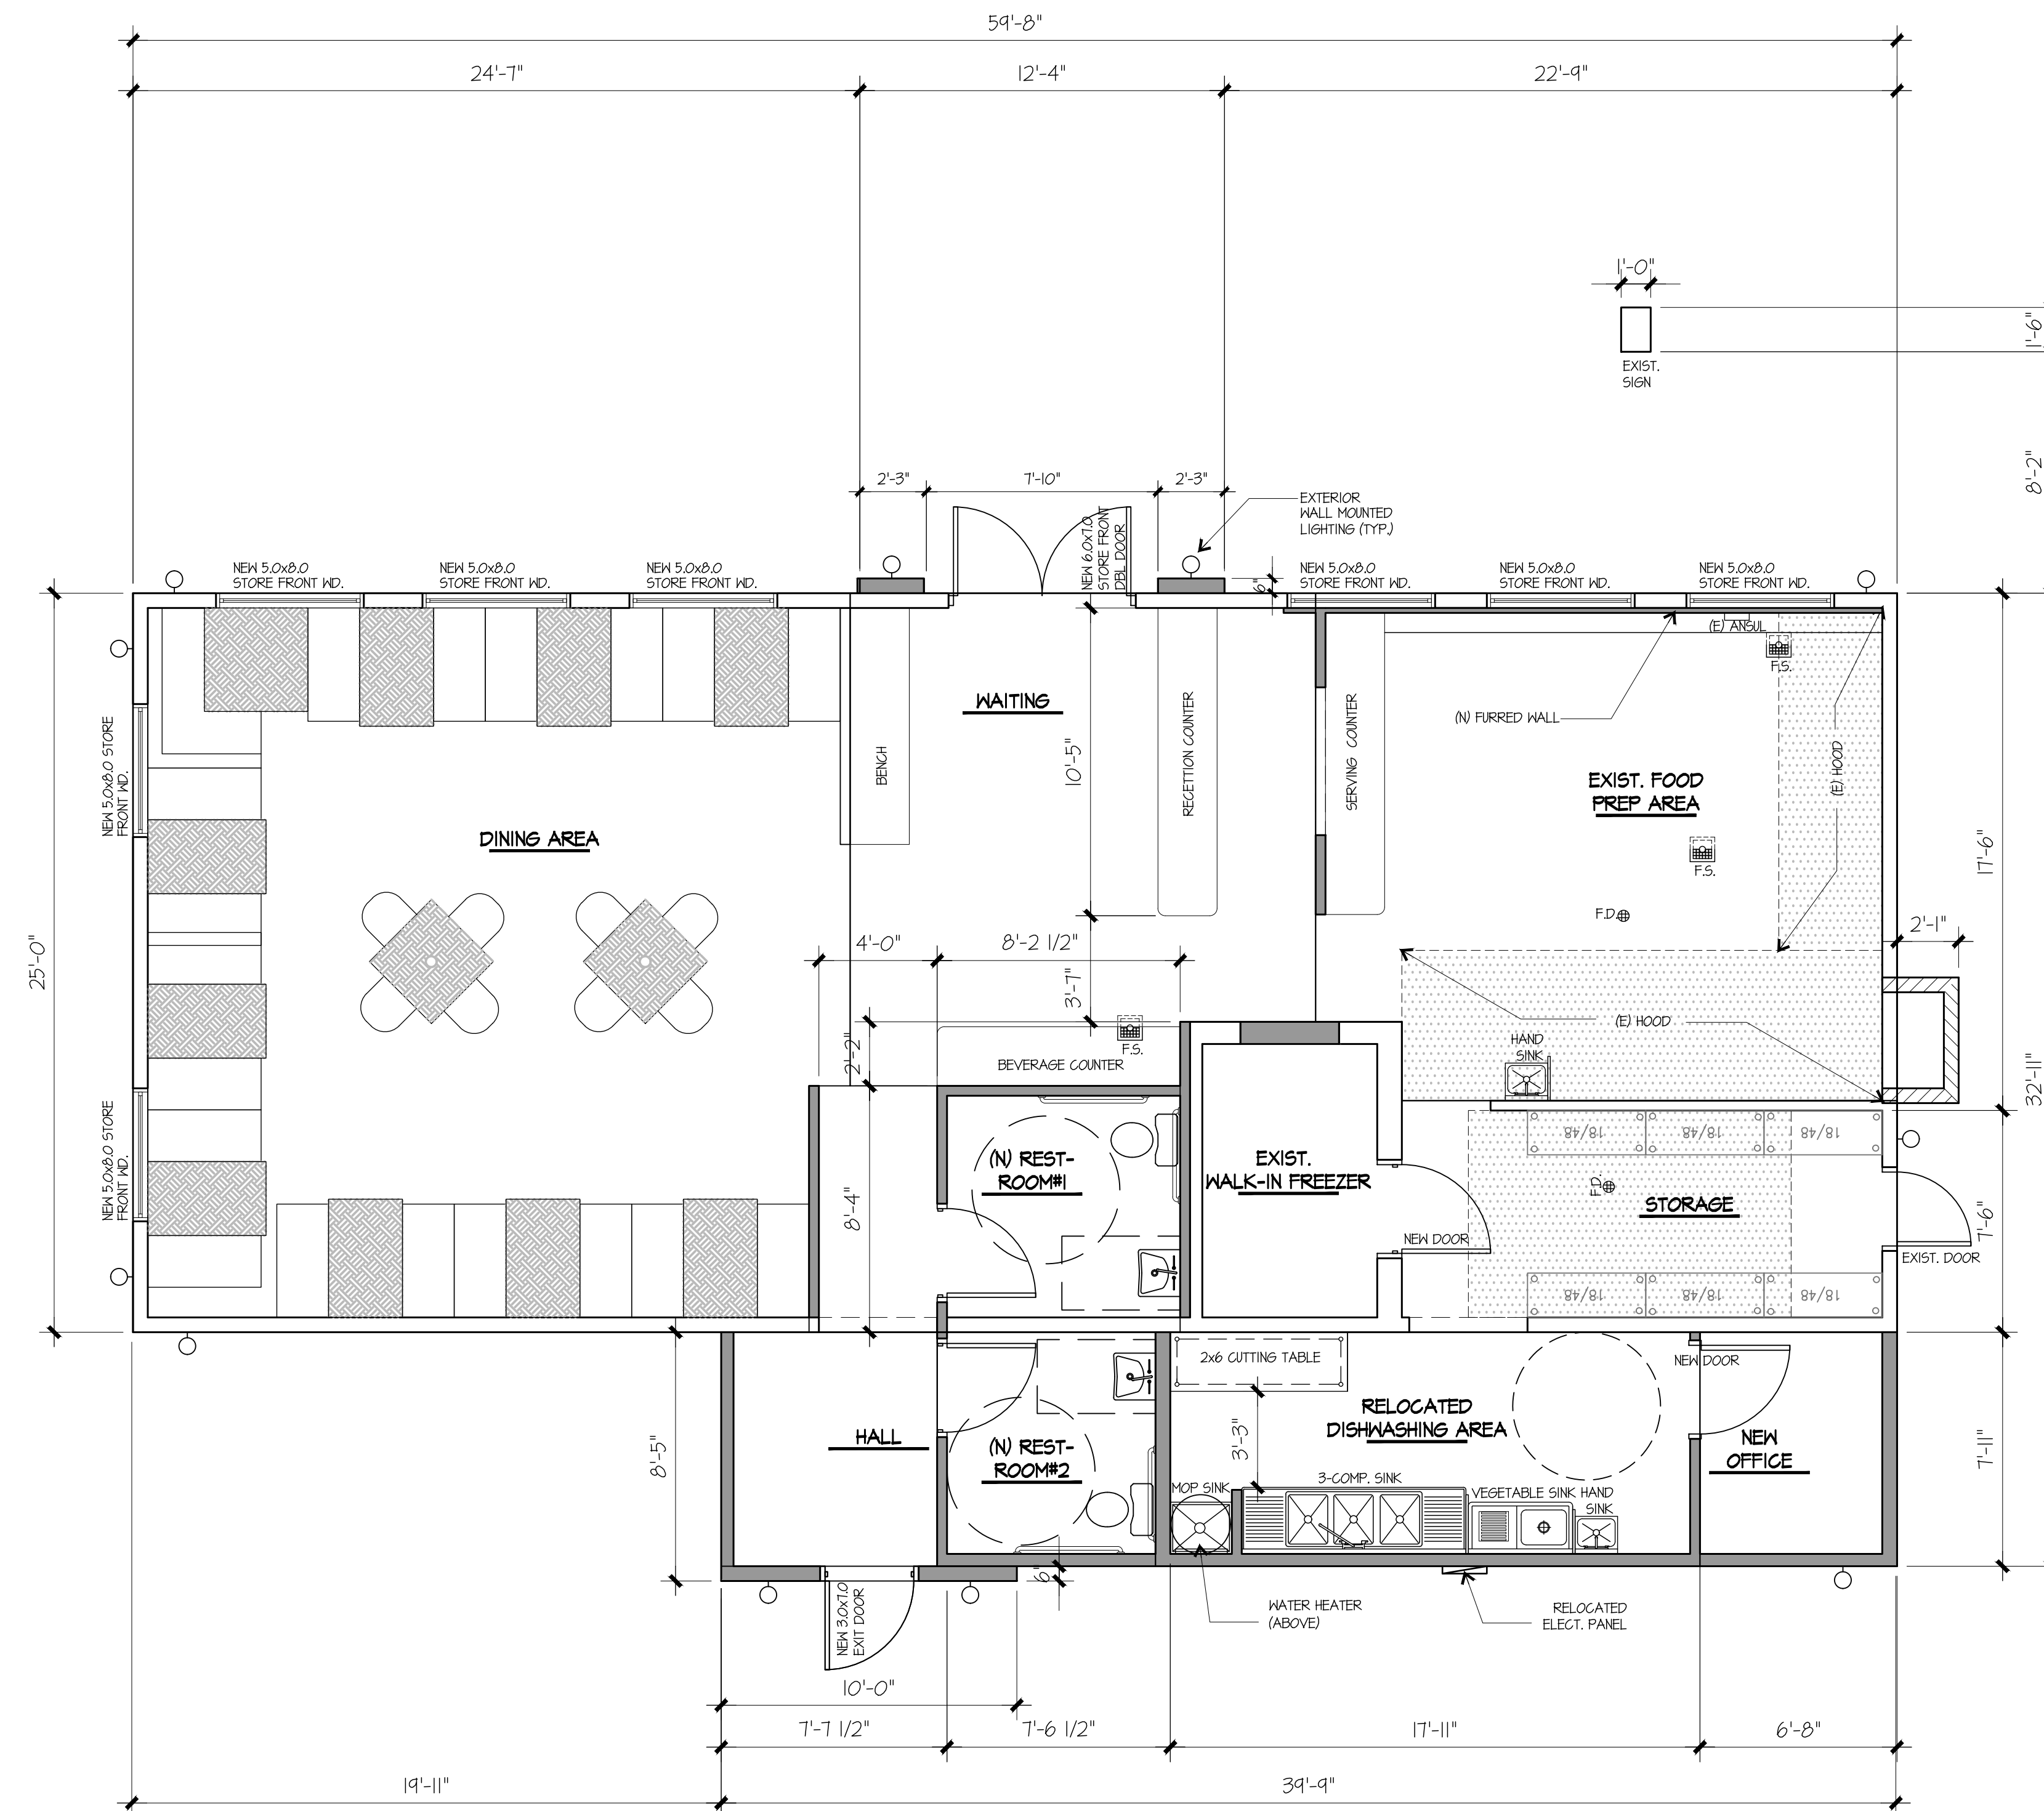 59'-8"
24'-7"
12'-4"
22'-9"
1'-0"
1'-6"
EXIST.
SIGN
8'-2"
2'-3"
7'-10"
2'-3"
EXTERIOR
WALL MOUNTED
LIGHTING (TYP.)
NEW 6.0x7.0
STORE FRONT
DBL DOOR
NEW 5.0x8.0
STORE FRONT WD.
NEW 5.0x8.0
STORE FRONT WD.
NEW 5.0x8.0
STORE FRONT WD.
6"
NEW 5.0x8.0
STORE FRONT WD.
NEW 5.0x8.0
STORE FRONT WD.
NEW 5.0x8.0
STORE FRONT WD.
(E) ANSUL
F.S.
WAITING
(N) FURRED WALL
NEW 5.0x8.0 STORE
FRONT WD.
BENCH
10'-5"
RECETTION COUNTER
SERVING COUNTER
(E) HOOD
EXIST. FOOD
PREP AREA
DINING AREA
F.S.
17'-6"
F.D.
2'-1"
25'-0"
4'-0"
8'-2 1/2"
3'-7"
(E) HOOD
2'-2"
F.S.
BEVERAGE COUNTER
HAND
SINK
32'-11"
NEW 5.0x8.0 STORE
FRONT WD.
18/48
18/48
18/48
(N) REST-
ROOM#1
EXIST.
WALK-IN FREEZER
F.D.
STORAGE
8'-4"
7'-6"
NEW DOOR
EXIST. DOOR
18/48
18/48
18/48
2x6 CUTTING TABLE
NEW DOOR
RELOCATED
DISHWASHING AREA
HALL
(N) REST-
ROOM#2
8'-5"
3'-3"
NEW
OFFICE
7'-11"
MOP SINK
3-COMP. SINK
VEGETABLE SINK
HAND
SINK
6"
NEW 3.0x7.0
EXIT DOOR
WATER HEATER
(ABOVE)
RELOCATED
ELECT. PANEL
10'-0"
7'-7 1/2"
7'-6 1/2"
17'-11"
6'-8"
19'-11"
39'-9"